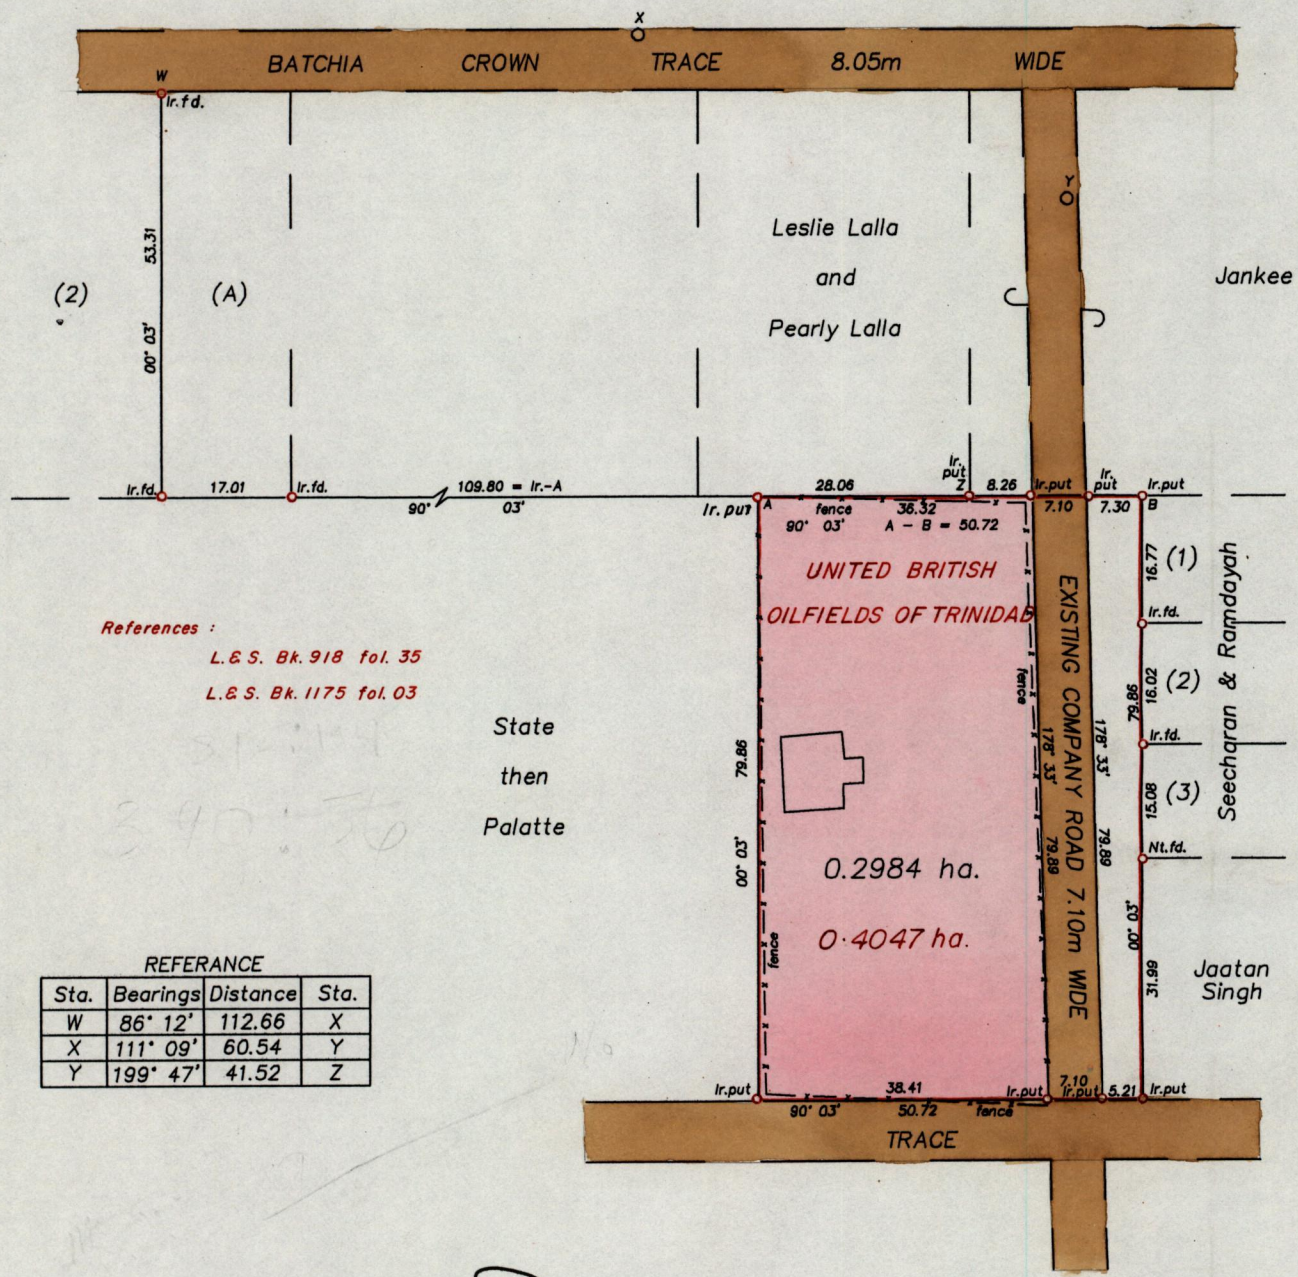 X
BATCHIA CROWN TRACE 8.05m WIDE
W
Ir.fd.
Y
53.31
00° 03'
(2)
(A)
Leslie Lalla
and
Pearly Lalla
Jankee
Ir.fd.
17.01
Ir.fd.
109.80 = Ir.-A
90° 03'
Ir. put
A
28.06
Ir. put
Z
8.26
Ir.put
Ir. put
Ir.put
B
fence
36.32
7.10
7.30
90° 03' A - B = 50.72
UNITED BRITISH
OILFIELDS OF TRINIDAD
16.77
(1)
Ir.fd.
16.02
(2)
79.86
Ir.fd.
15.08
(3)
Nt.fd.
Seecharan & Ramdayah
00° 03'
31.99
Jaatan
Singh
References :
L.& S. Bk. 918 fol. 35
L.& S. Bk. 1175 fol. 03
State
then
Palatte
79.86
00° 03'
fence
fence
EXISTING COMPANY ROAD 7.10m WIDE
178° 33'
79.89
178° 33'
79.89
0.2984 ha.
0.4047 ha.
REFERANCE
Sta. Bearings Distance Sta.
W 86° 12' 112.66 X
X 111° 09' 60.54 Y
Y 199° 47' 41.52 Z
Ir.put
38.41
Ir.put
7.10
Ir.put
5.21
Ir.put
90° 03' 50.72 fence
TRACE